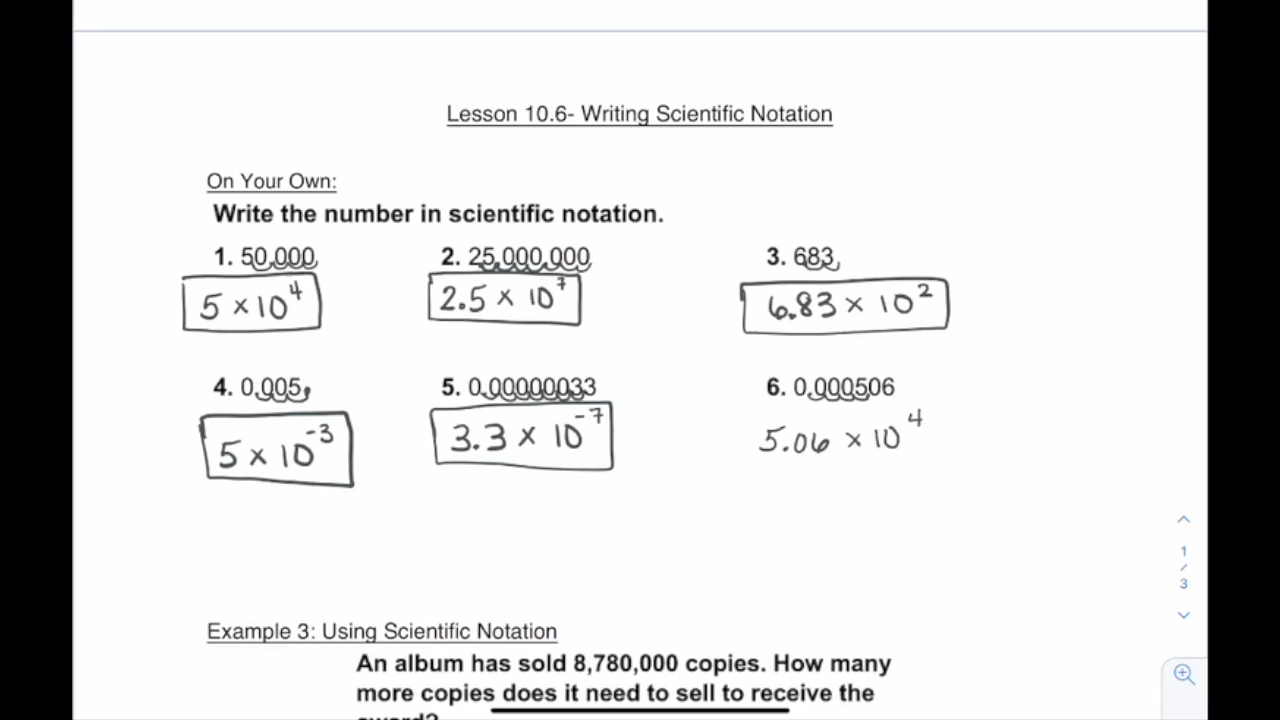 Lesson 10.6- Writing Scientific Notation
On Your Own:
Write the number in scientific notation.
1. 50,000 2. 25,000,000 3. 683
5 × 10^4 2.5 × 10^7 6.83 × 10^2
4. 0.005 5. 0.00000033 6. 0.000506
5 × 10^-3 3.3 × 10^-7 5.06 × 10^4
1
/
3
Example 3: Using Scientific Notation
An album has sold 8,780,000 copies. How many
more copies does it need to sell to receive the
award?